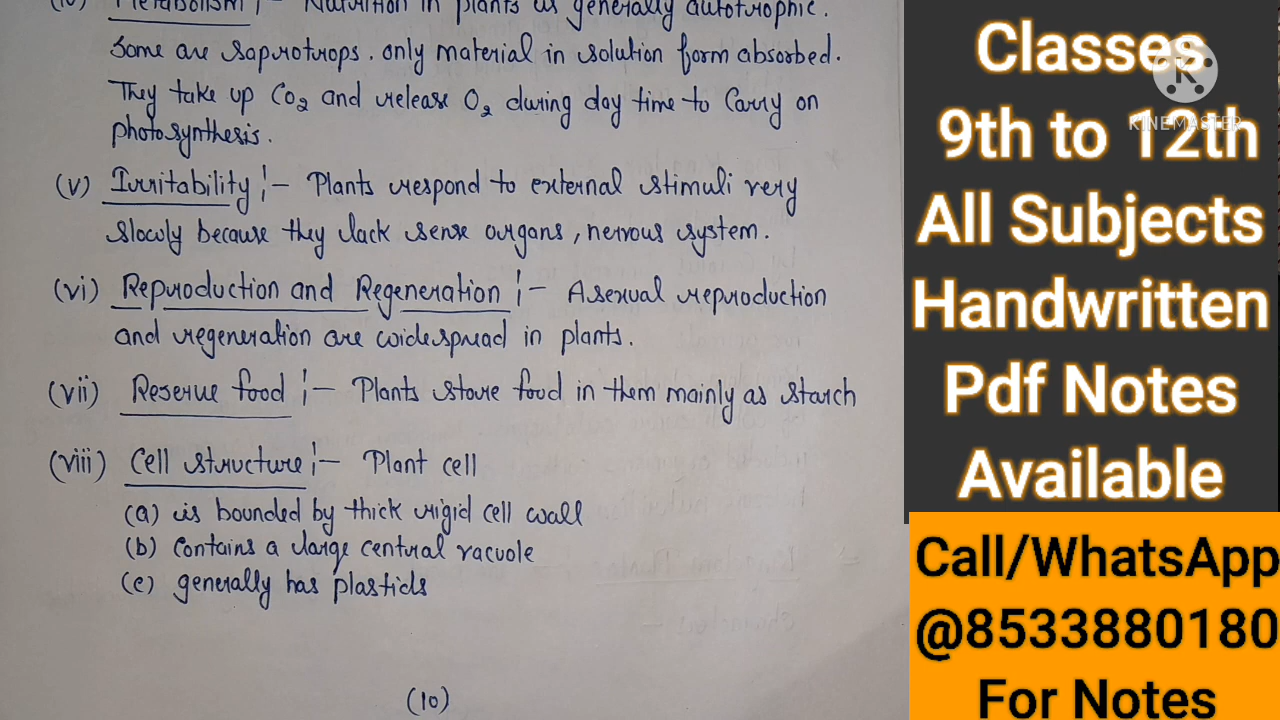 (iv) Metabolism :- Nutrition in plants is generally autotrophic.
Some are saprotrops. only material in solution form absorbed.
They take up CO2 and release O2 during day time to carry on
photosynthesis.
(v) Irritability :- Plants respond to external stimuli very
slowly because they lack sense organs, nervous system.
(vi) Reproduction and Regeneration :- Asexual reproduction
and regeneration are widespread in plants.
(vii) Reserve food :- Plants store food in them mainly as starch
(viii) Cell structure :- Plant cell
(a) is bounded by thick rigid cell wall
(b) contains a large central vacuole
(c) generally has plastids
(10)
Classes
9th to 12th
All Subjects
Handwritten
Pdf Notes
Available
K
KINEMASTER
Call/WhatsApp
@8533880180
For Notes